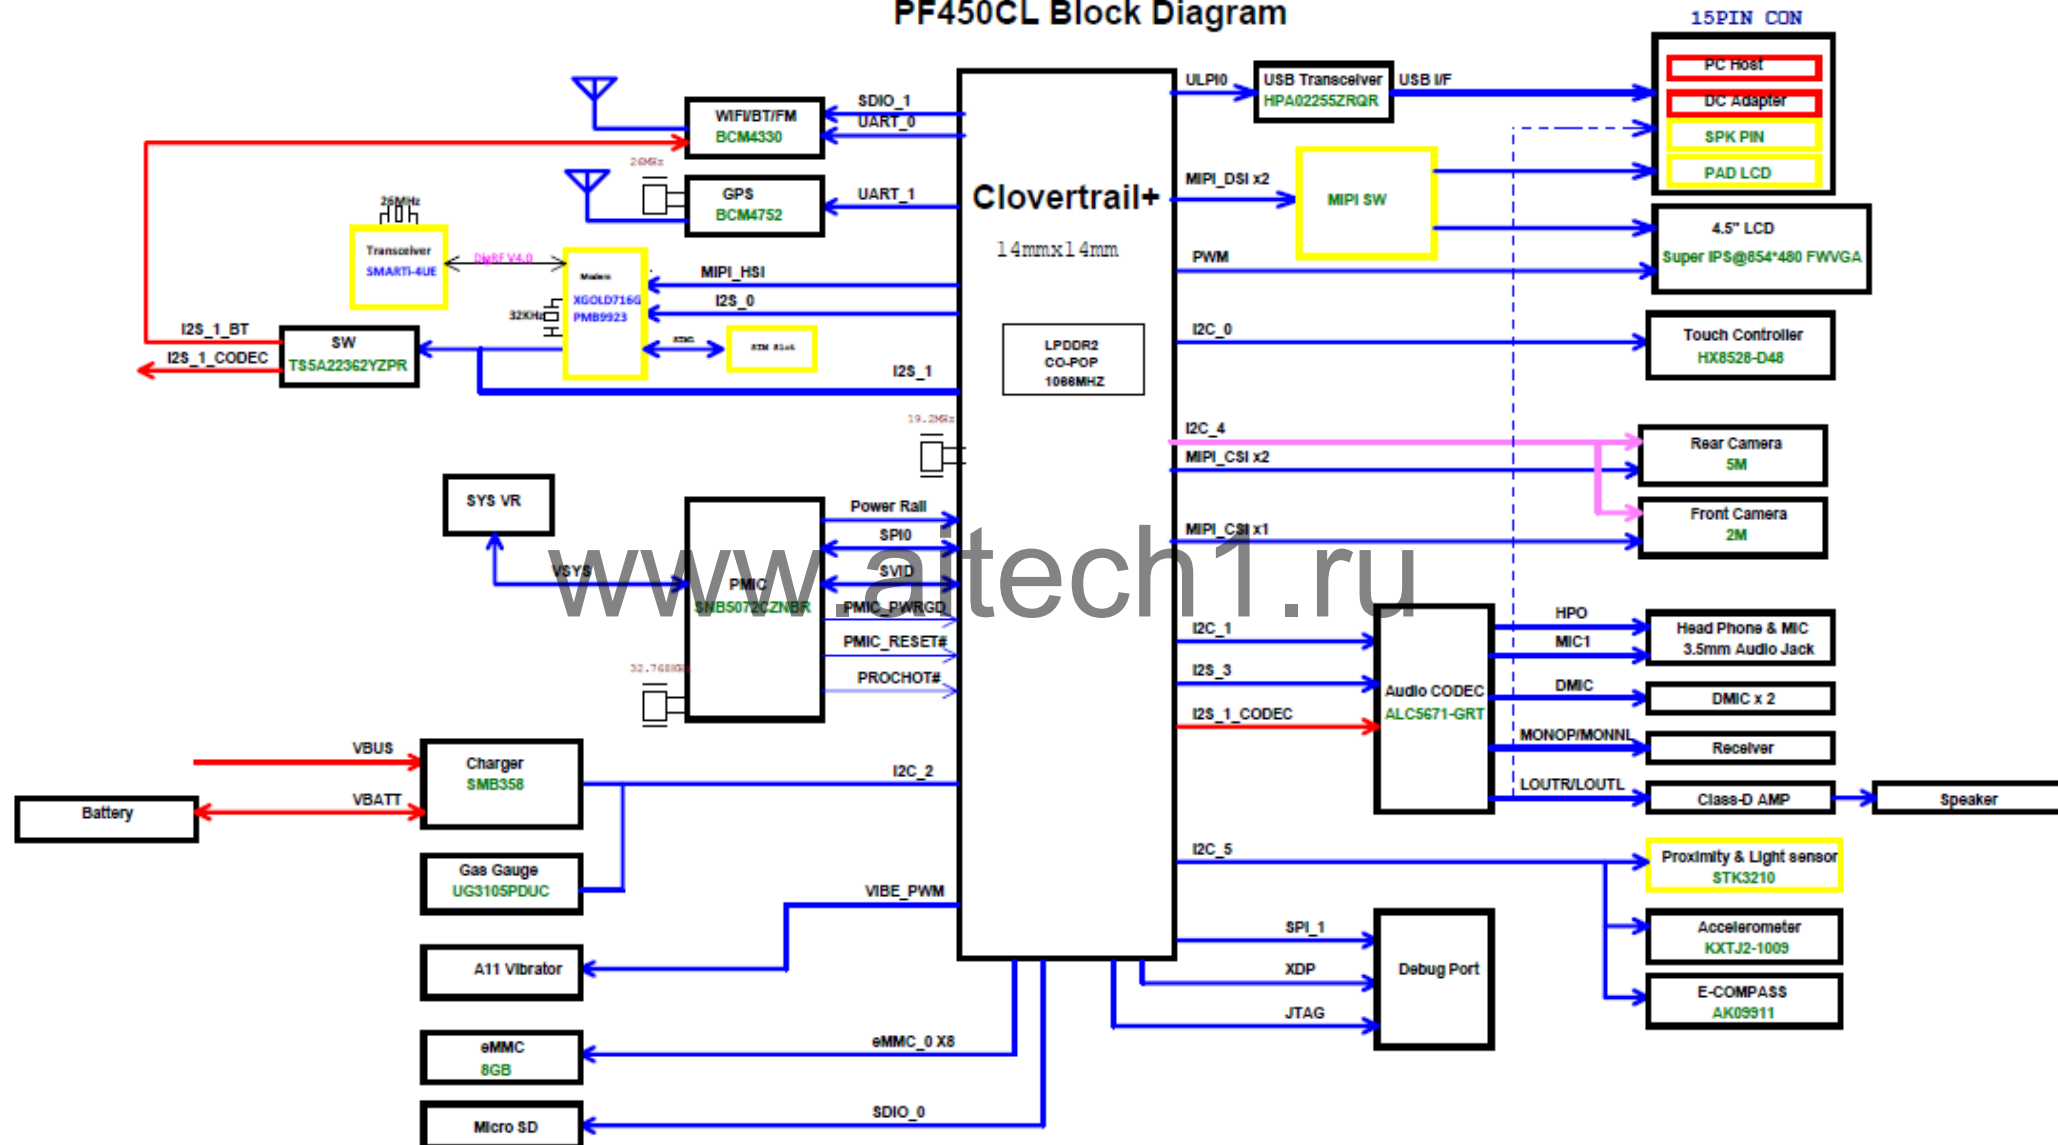 PF450CL Block Diagram
15PIN CON
PC Host
DC Adapter
SPK PIN
PAD LCD
ULPI0
USB Transceiver
HPA02255ZRQR
USB I/F
WIFI/BT/FM
BCM4330
SDIO_1
UART_0
26MHz
GPS
BCM4752
UART_1
Clovertrail+
14mmx14mm
MIPI_DSI x2
MIPI SW
4.5" LCD
Super IPS@854*480 FWVGA
PWM
26MHz
Transceiver
SMARTi-4UE
DigRF V4.0
Modem
XGOLD716G
PMB9923
32KHz
MIPI_HSI
I2S_0
SIM1
SIM Slot
I2S_1_BT
I2S_1_CODEC
SW
TS5A22362YZPR
I2S_1
LPDDR2
CO-POP
1066MHZ
I2C_0
Touch Controller
HX8528-D48
19.2MHz
I2C_4
MIPI_CSI x2
Rear Camera
5M
MIPI_CSI x1
Front Camera
2M
SYS VR
VSYS
PMIC
SNB5072CZNBR
32.768KHz
Power Rail
SPI0
SVID
PMIC_PWRGD
PMIC_RESET#
PROCHOT#
www.aitech1.ru
I2C_1
I2S_3
I2S_1_CODEC
Audio CODEC
ALC5671-GRT
HPO
MIC1
Head Phone & MIC
3.5mm Audio Jack
DMIC
DMIC x 2
MONOP/MONNL
Receiver
LOUTR/LOUTL
Class-D AMP
Speaker
VBUS
VBATT
Battery
Charger
SMB358
I2C_2
Gas Gauge
UG3105PDUC
VIBE_PWM
A11 Vibrator
eMMC
8GB
eMMC_0 X8
Micro SD
SDIO_0
I2C_5
Proximity & Light sensor
STK3210
Accelerometer
KXTJ2-1009
E-COMPASS
AK09911
SPI_1
XDP
JTAG
Debug Port